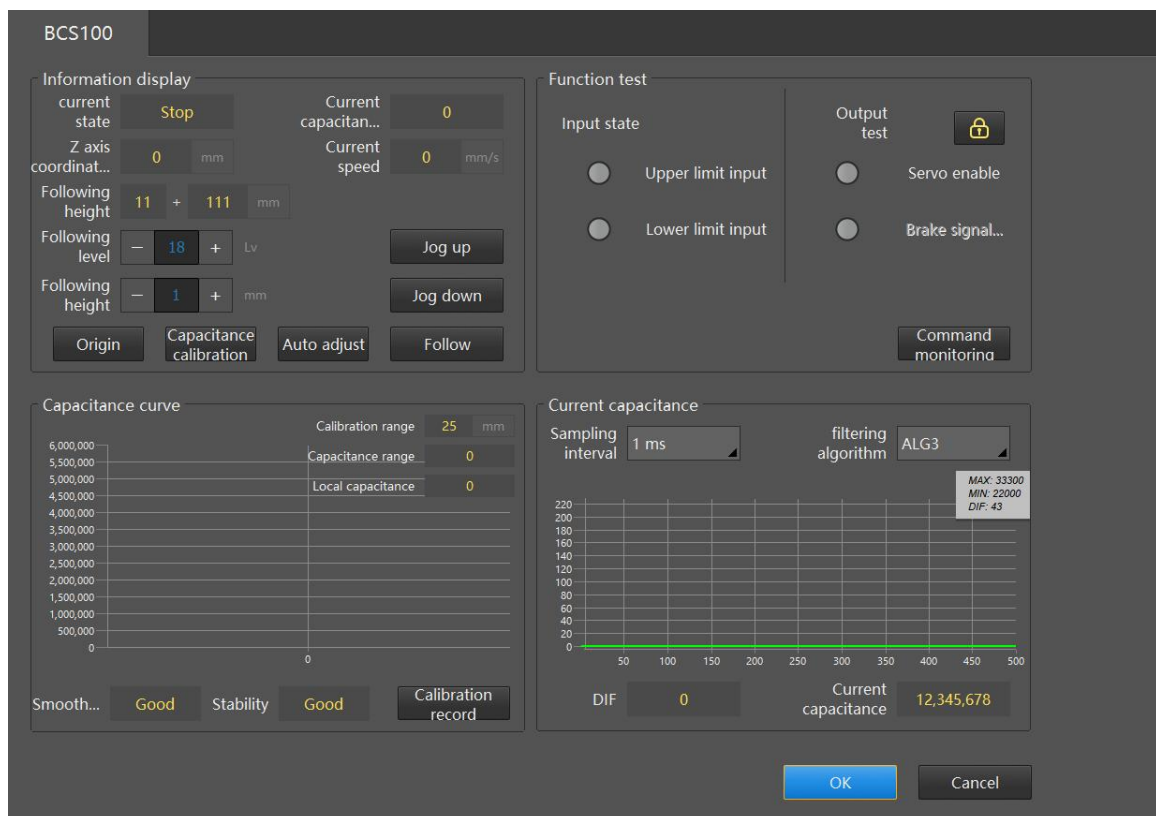 BCS100
Information display
current
state
Stop
Current
capacitan...
0
Z axis
coordinat...
0 mm
Current
speed
0 mm/s
Following
height
11 + 111 mm
Following
level
− 18 + Lv
Jog up
Following
height
− 1 + mm
Jog down
Origin
Capacitance
calibration
Auto adjust
Follow
Function test
Input state
Output
test
Upper limit input
Servo enable
Lower limit input
Brake signal...
Command
monitoring
Capacitance curve
Calibration range 25 mm
Capacitance range 0
Local capacitance 0
6,000,000
5,500,000
5,000,000
4,500,000
4,000,000
3,500,000
3,000,000
2,500,000
2,000,000
1,500,000
1,000,000
500,000
0
0
Smooth... Good Stability Good
Calibration
record
Current capacitance
Sampling
interval
1 ms
filtering
algorithm
ALG3
MAX: 33300
MIN: 22000
DIF: 43
220
200
180
160
140
120
100
80
60
40
20
0
50 100 150 200 250 300 350 400 450 500
DIF 0
Current
capacitance
12,345,678
OK Cancel